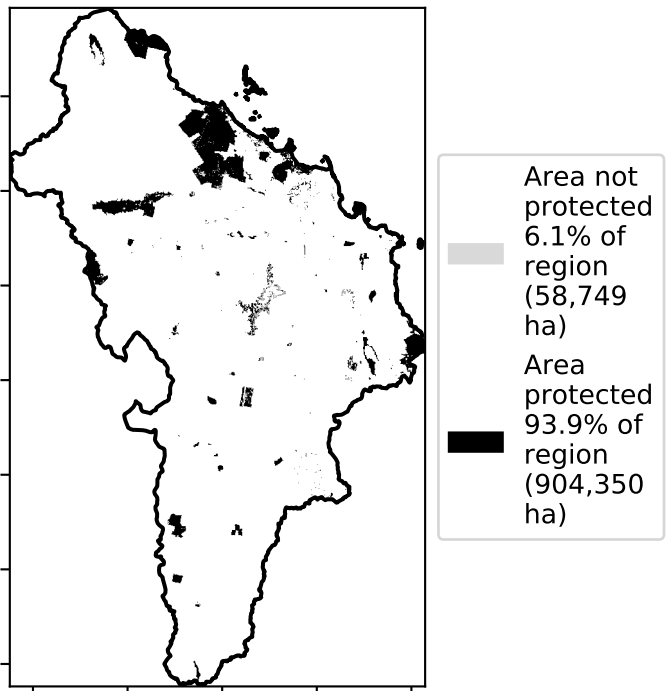 Area not
protected
6.1% of
region
(58,749
ha)
Area
protected
93.9% of
region
(904,350
ha)